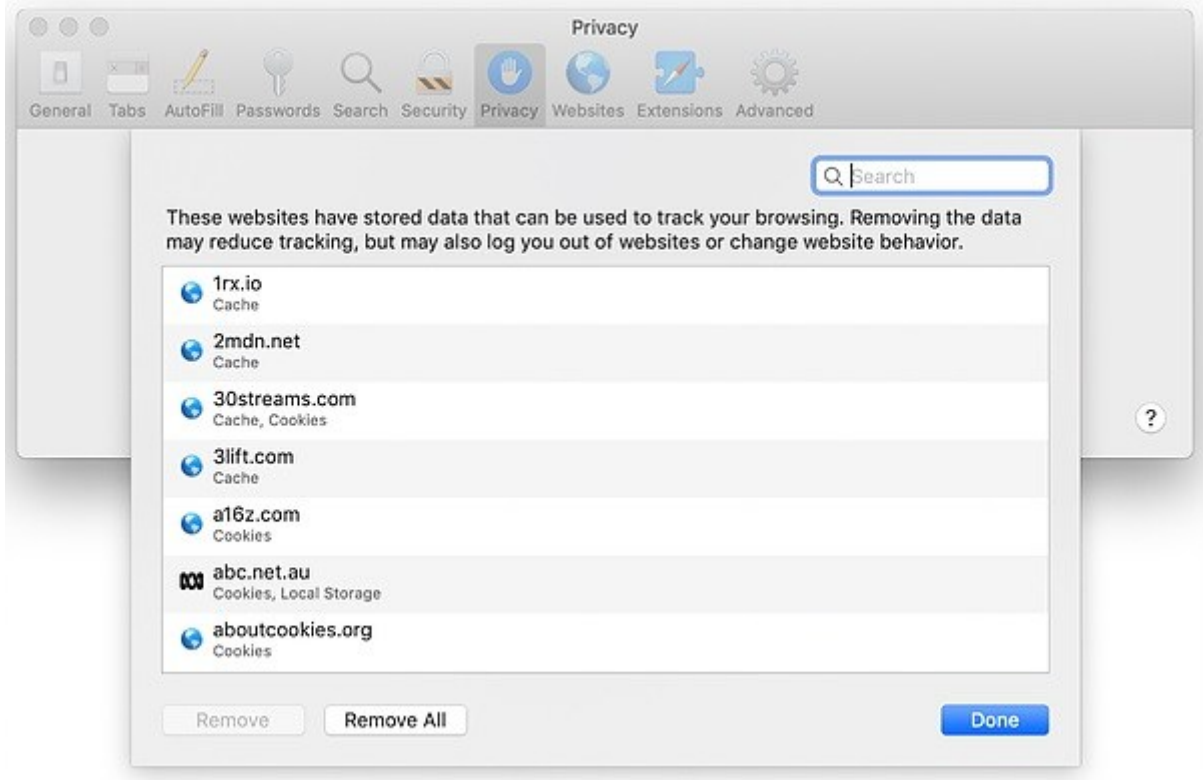 Privacy
General Tabs AutoFill Passwords Search Security Privacy Websites Extensions Advanced
Search
These websites have stored data that can be used to track your browsing. Removing the data
may reduce tracking, but may also log you out of websites or change website behavior.
1rx.io
Cache
2mdn.net
Cache
30streams.com
Cache, Cookies
3lift.com
Cache
a16z.com
Cookies
abc.net.au
Cookies, Local Storage
aboutcookies.org
Cookies
?
Remove Remove All Done